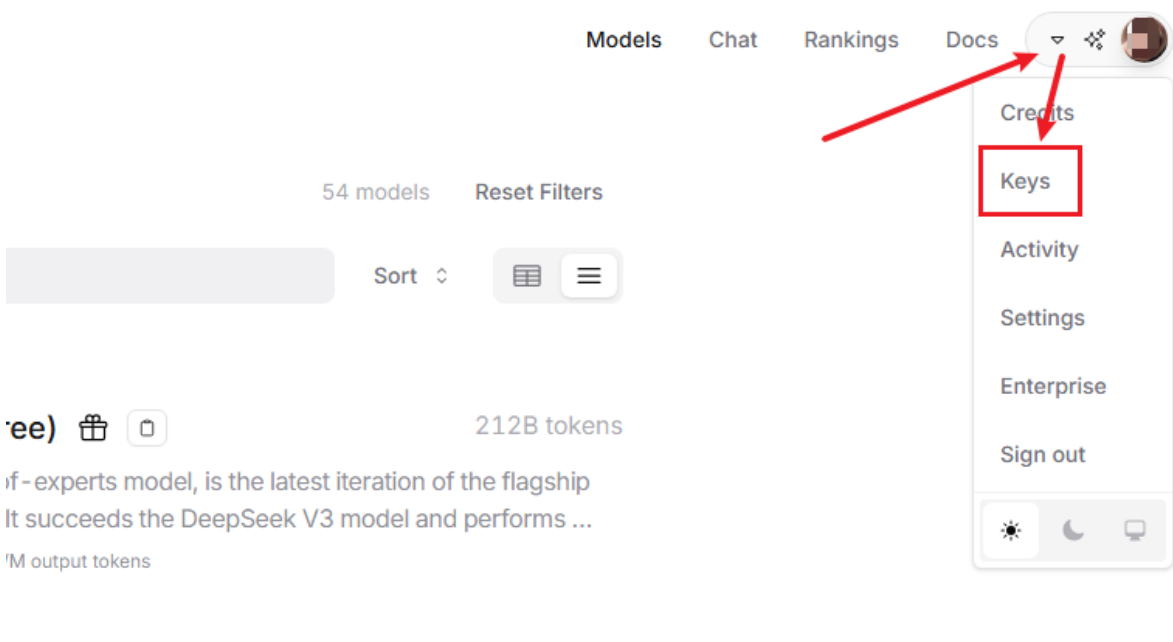 Models Chat Rankings Docs
Credits
54 models Reset Filters
Keys
Activity
Sort
Settings
Enterprise
ree) 212B tokens
Sign out
of-experts model, is the latest iteration of the flagship
It succeeds the DeepSeek V3 model and performs ...
M output tokens